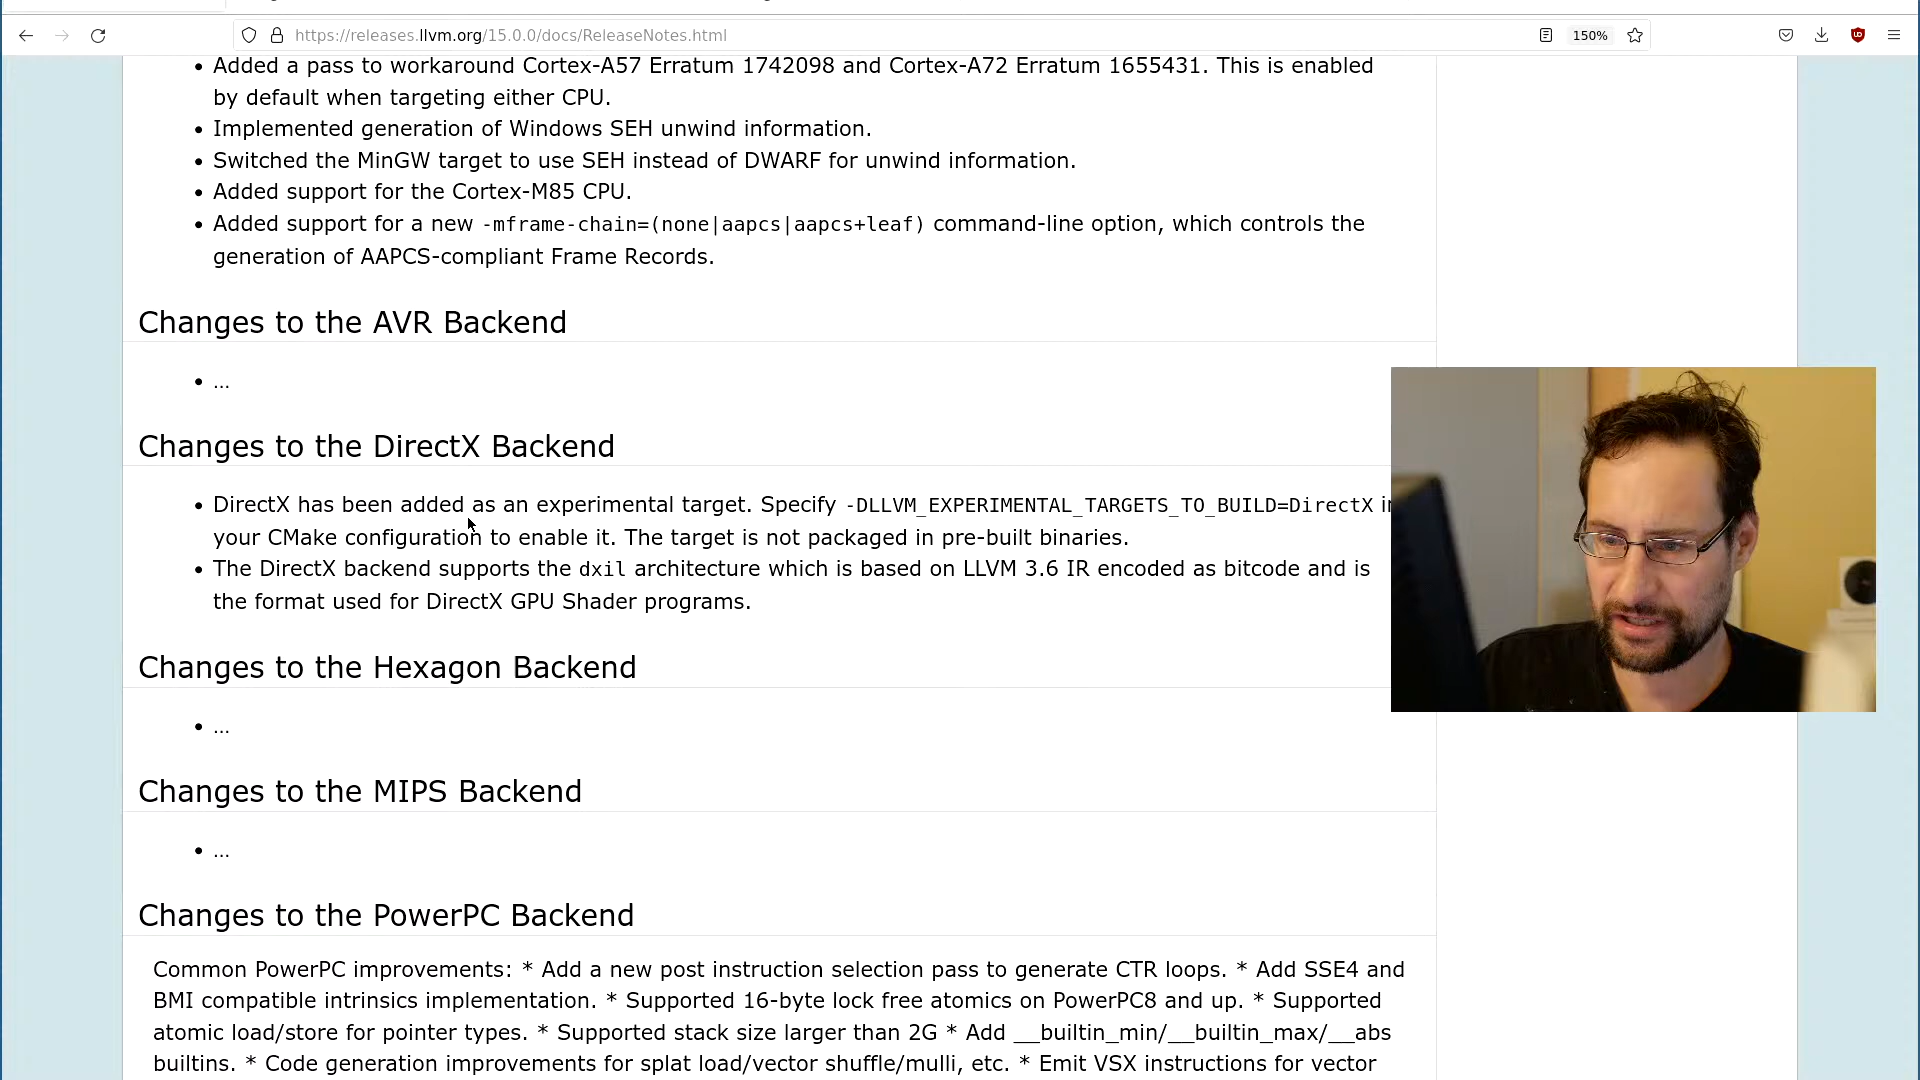 https://releases.llvm.org/15.0.0/docs/ReleaseNotes.html
150%
• Added a pass to workaround Cortex-A57 Erratum 1742098 and Cortex-A72 Erratum 1655431. This is enabled
by default when targeting either CPU.
• Implemented generation of Windows SEH unwind information.
• Switched the MinGW target to use SEH instead of DWARF for unwind information.
• Added support for the Cortex-M85 CPU.
• Added support for a new -mframe-chain=(none|aapcs|aapcs+leaf) command-line option, which controls the
generation of AAPCS-compliant Frame Records.
Changes to the AVR Backend
• ...
Changes to the DirectX Backend
• DirectX has been added as an experimental target. Specify -DLLVM_EXPERIMENTAL_TARGETS_TO_BUILD=DirectX
your CMake configuration to enable it. The target is not packaged in pre-built binaries.
• The DirectX backend supports the dxil architecture which is based on LLVM 3.6 IR encoded as bitcode and is
the format used for DirectX GPU Shader programs.
Changes to the Hexagon Backend
• ...
Changes to the MIPS Backend
• ...
Changes to the PowerPC Backend
Common PowerPC improvements: * Add a new post instruction selection pass to generate CTR loops. * Add SSE4 and
BMI compatible intrinsics implementation. * Supported 16-byte lock free atomics on PowerPC8 and up. * Supported
atomic load/store for pointer types. * Supported stack size larger than 2G * Add __builtin_min/__builtin_max/__abs
builtins. * Code generation improvements for splat load/vector shuffle/mulli, etc. * Emit VSX instructions for vector